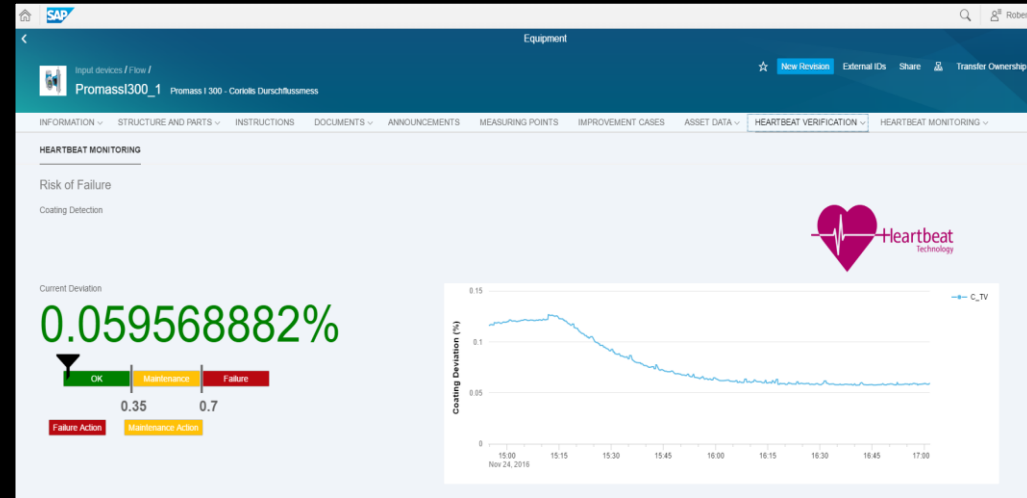 SAP
Rober
Equipment
Input devices / Flow /
PromassI300_1 Promass I 300 - Coriolis Durschflussmess
New Revision External IDs Share Transfer Ownership
INFORMATION STRUCTURE AND PARTS INSTRUCTIONS DOCUMENTS ANNOUNCEMENTS MEASURING POINTS IMPROVEMENT CASES ASSET DATA HEARTBEAT VERIFICATION HEARTBEAT MONITORING
HEARTBEAT MONITORING
Risk of Failure
Coating Detection
Heartbeat
Technology
Current Deviation
0.059568882%
OK Maintenance Failure
0.35 0.7
Failure Action Maintenance Action
Coating Deviation (%)
0.15
0.1
0.05
0
15:00 15:15 15:30 15:45 16:00 16:15 16:30 16:45 17:00
Nov 24, 2016
C_TV